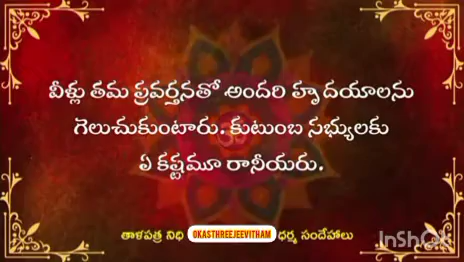 వీళ్లు తమ ప్రవర్తనతో అందరి హృదయాలను
గెలుచుకుంటారు. కుటుంబ సభ్యులకు
ఏ కష్టమూ రానీయరు.
తాళపత్ర నిధి OKASTHREEJEEVITHAM ధర్మ సందేహాలు
InShOt